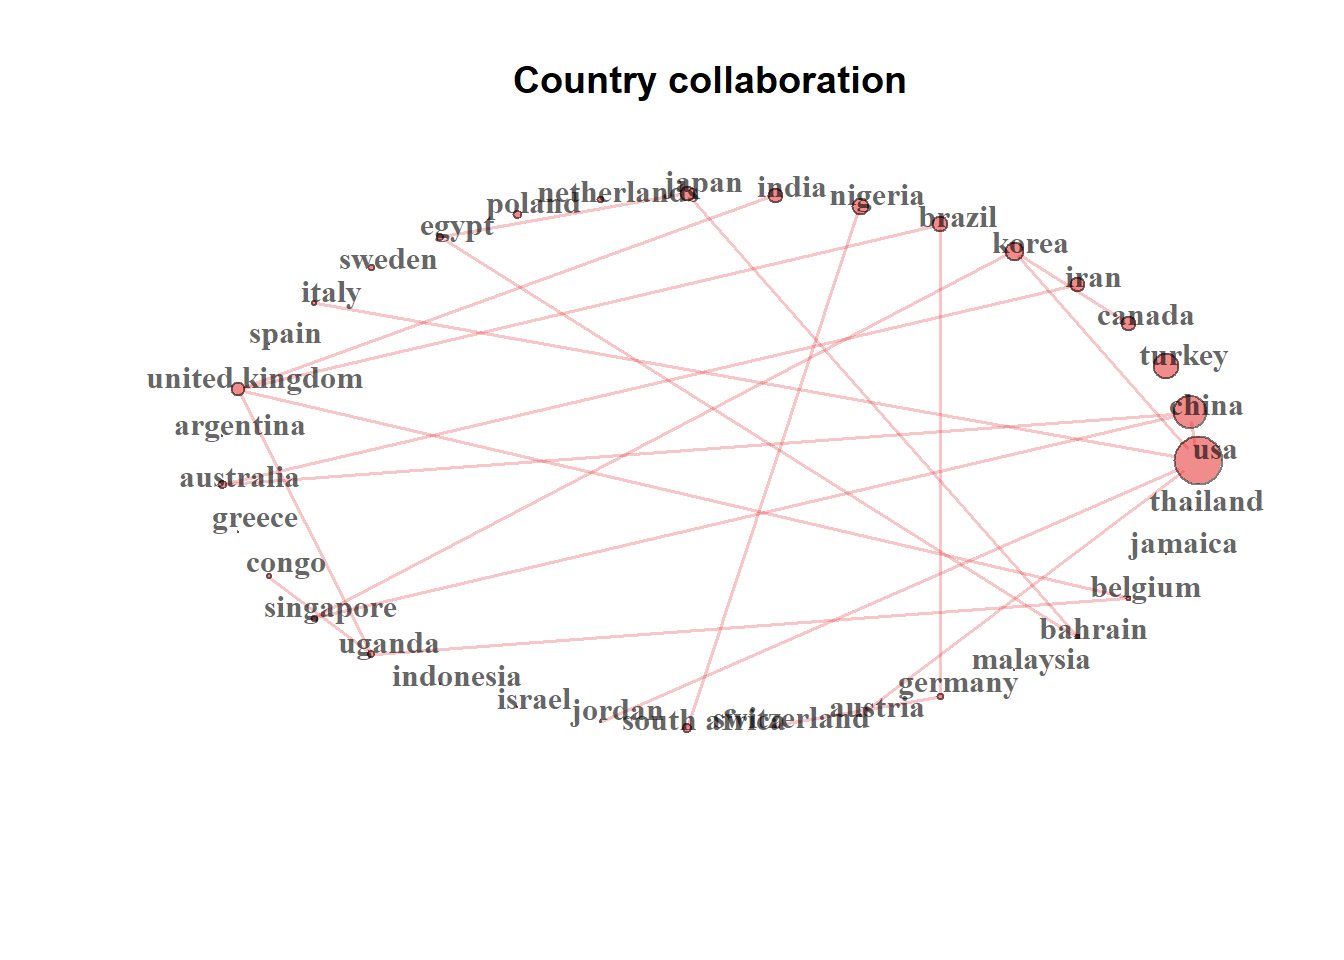 Country collaboration
japan
india
netherlands
nigeria
poland
brazil
egypt
korea
sweden
iran
italy
canada
spain
turkey
united kingdom
china
argentina
usa
australia
thailand
greece
jamaica
congo
belgium
singapore
bahrain
uganda
malaysia
indonesia
germany
israel
jordan
austria
south africa
switzerland